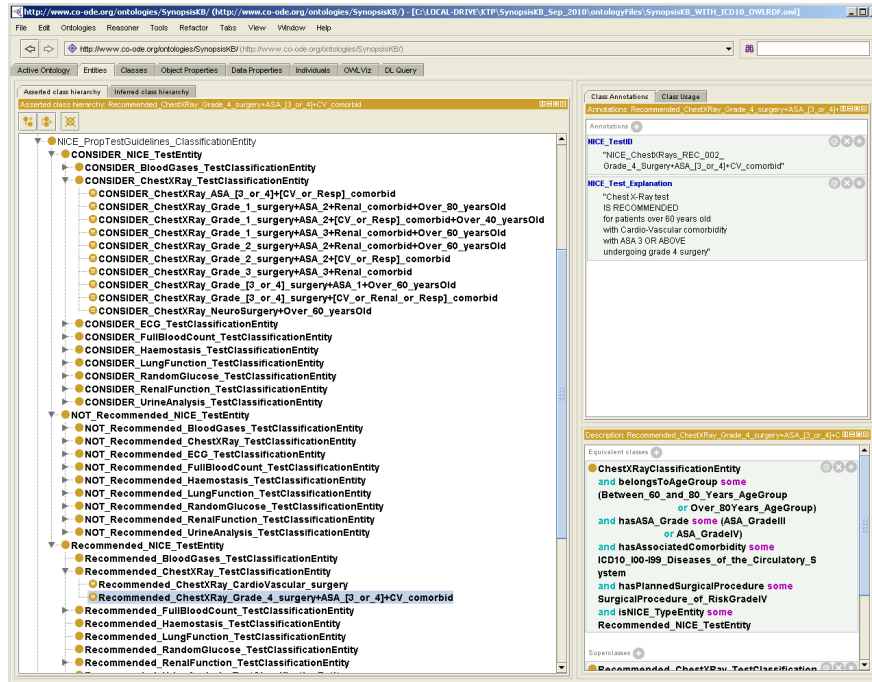 http://www.co-ode.org/ontologies/SynopsisKB/ (http://www.co-ode.org/ontologies/SynopsisKB/) - [C:\LOCAL-DRIVE\KTP\SynopsisKB_Sep_2010\ontologyFiles\SynopsisKB_WITH_ICD10_OWLRDF.owl]
File Edit Ontologies Reasoner Tools Refactor Tabs View Window Help
http://www.co-ode.org/ontologies/SynopsisKB/ (http://www.co-ode.org/ontologies/SynopsisKB/)
Active Ontology Entities Classes Object Properties Data Properties Individuals OWLViz DL Query
Asserted class hierarchy Inferred class hierarchy
Asserted class hierarchy: Recommended_ChestXRay_Grade_4_surgery+ASA_[3_or_4]+CV_comorbid
NICE_PropTestGuidelines_ClassificationEntity
CONSIDER_NICE_TestEntity
CONSIDER_BloodGases_TestClassificationEntity
CONSIDER_ChestXRay_TestClassificationEntity
CONSIDER_ChestXRay_ASA_[3_or_4]+[CV_or_Resp]_comorbid
CONSIDER_ChestXRay_Grade_1_surgery+ASA_2+Renal_comorbid+Over_80_yearsOld
CONSIDER_ChestXRay_Grade_1_surgery+ASA_2+[CV_or_Resp]_comorbid+Over_40_yearsOld
CONSIDER_ChestXRay_Grade_1_surgery+ASA_3+Renal_comorbid+Over_60_yearsOld
CONSIDER_ChestXRay_Grade_2_surgery+ASA_2+Renal_comorbid+Over_60_yearsOld
CONSIDER_ChestXRay_Grade_2_surgery+ASA_2+[CV_or_Resp]_comorbid
CONSIDER_ChestXRay_Grade_3_surgery+ASA_3+Renal_comorbid
CONSIDER_ChestXRay_Grade_[3_or_4]_surgery+ASA_1+Over_60_yearsOld
CONSIDER_ChestXRay_Grade_[3_or_4]_surgery+[CV_or_Renal_or_Resp]_comorbid
CONSIDER_ChestXRay_NeuroSurgery+Over_60_yearsOld
CONSIDER_ECG_TestClassificationEntity
CONSIDER_FullBloodCount_TestClassificationEntity
CONSIDER_Haemostasis_TestClassificationEntity
CONSIDER_LungFunction_TestClassificationEntity
CONSIDER_RandomGlucose_TestClassificationEntity
CONSIDER_RenalFunction_TestClassificationEntity
CONSIDER_UrineAnalysis_TestClassificationEntity
NOT_Recommended_NICE_TestEntity
NOT_Recommended_BloodGases_TestClassificationEntity
NOT_Recommended_ChestXRay_TestClassificationEntity
NOT_Recommended_ECG_TestClassificationEntity
NOT_Recommended_FullBloodCount_TestClassificationEntity
NOT_Recommended_Haemostasis_TestClassificationEntity
NOT_Recommended_LungFunction_TestClassificationEntity
NOT_Recommended_RandomGlucose_TestClassificationEntity
NOT_Recommended_RenalFunction_TestClassificationEntity
NOT_Recommended_UrineAnalysis_TestClassificationEntity
Recommended_NICE_TestEntity
Recommended_BloodGases_TestClassificationEntity
Recommended_ChestXRay_TestClassificationEntity
Recommended_ChestXRay_CardioVascular_surgery
Recommended_ChestXRay_Grade_4_surgery+ASA_[3_or_4]+CV_comorbid
Recommended_FullBloodCount_TestClassificationEntity
Recommended_Haemostasis_TestClassificationEntity
Recommended_LungFunction_TestClassificationEntity
Recommended_RandomGlucose_TestClassificationEntity
Recommended_RenalFunction_TestClassificationEntity
Class Annotations Class Usage
Annotations: Recommended_ChestXRay_Grade_4_surgery+ASA_[3_or_4]+
Annotations
NICE_TestID
"NICE_ChestXRays_REC_002_
Grade_4_Surgery+ASA_[3_or_4]+CV_comorbid"
NICE_Test_Explanation
"Chest X-Ray test
IS RECOMMENDED
for patients over 60 years old
with Cardio-Vascular comorbidity
with ASA 3 OR ABOVE
undergoing grade 4 surgery"
Description: Recommended_ChestXRay_Grade_4_surgery+ASA_[3_or_4]+C
Equivalent classes
ChestXRayClassificationEntity
and belongsToAgeGroup some
(Between_60_and_80_Years_AgeGroup
or Over_80Years_AgeGroup)
and hasASA_Grade some (ASA_GradeIII
or ASA_GradeIV)
and hasAssociatedComorbidity some
ICD10_I00-I99_Diseases_of_the_Circulatory_S
ystem
and hasPlannedSurgicalProcedure some
SurgicalProcedure_of_RiskGradeIV
and isNICE_TypeEntity some
Recommended_NICE_TestEntity
Superclasses
Recommended_ChestXRay_TestClassification